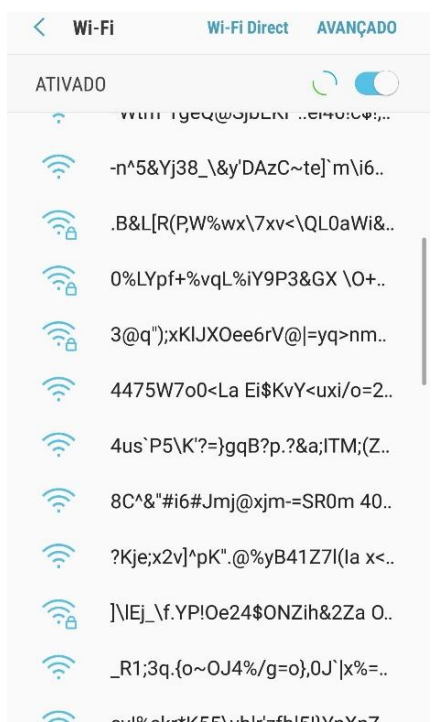 Wi-Fi Wi-Fi Direct AVANÇADO
ATIVADO
-n^5&Yj38_\&y'DAzC~te]`m\i6..
.B&L[R(P,W%wx\7xv<\QL0aWi&..
0%LYpf+%vqL%iY9P3&GX \O+..
3@q");xKlJXOee6rV@|=yq>nm..
4475W7o0<La Ei$KvY<uxi/o=2..
4us`P5\K'?=}gqB?p.?&a;ITM;(Z..
8C^&"#i6#Jmj@xjm-=SR0m 40..
?Kje;x2v]^pK".@%yB41Z7l(Ia x<..
]\lEj_\f.YP!Oe24$ONZih&2Za O..
_R1;3q.{o~OJ4%/g=o},0J`|x%=..